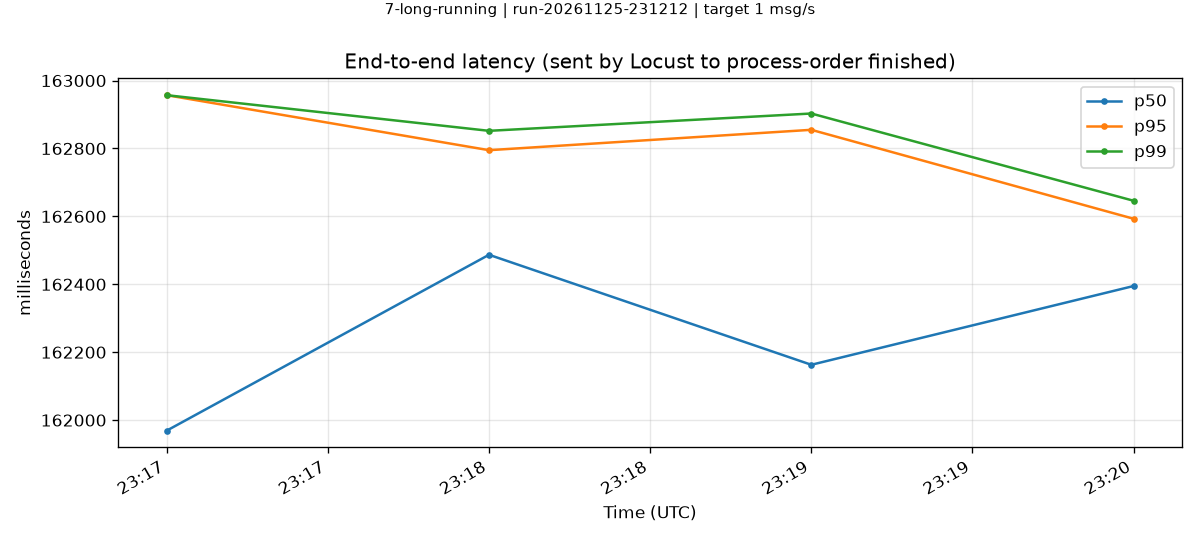 7-long-running | run-20261125-231212 | target 1 msg/s
End-to-end latency (sent by Locust to process-order finished)
163000
162800
162600
162400
162200
162000
milliseconds
p50
p95
p99
23:17
23:17
23:18
23:18
23:19
23:19
23:20
Time (UTC)